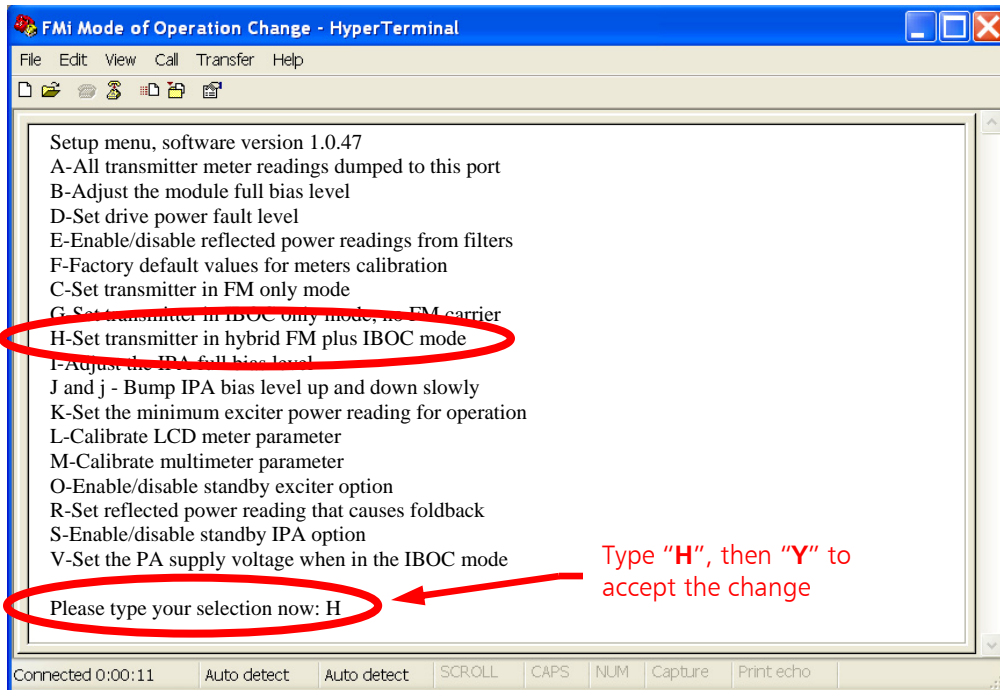 FMi Mode of Operation Change - HyperTerminal
File Edit View Call Transfer Help
Setup menu, software version 1.0.47
A-All transmitter meter readings dumped to this port
B-Adjust the module full bias level
D-Set drive power fault level
E-Enable/disable reflected power readings from filters
F-Factory default values for meters calibration
C-Set transmitter in FM only mode
G-Set transmitter in IBOC only mode, no FM carrier
H-Set transmitter in hybrid FM plus IBOC mode
I-Adjust the IPA full bias level
J and j - Bump IPA bias level up and down slowly
K-Set the minimum exciter power reading for operation
L-Calibrate LCD meter parameter
M-Calibrate multimeter parameter
O-Enable/disable standby exciter option
R-Set reflected power reading that causes foldback
S-Enable/disable standby IPA option
V-Set the PA supply voltage when in the IBOC mode
Type “H”, then “Y” to
accept the change
Please type your selection now: H
Connected 0:00:11 Auto detect Auto detect SCROLL CAPS NUM Capture Print echo